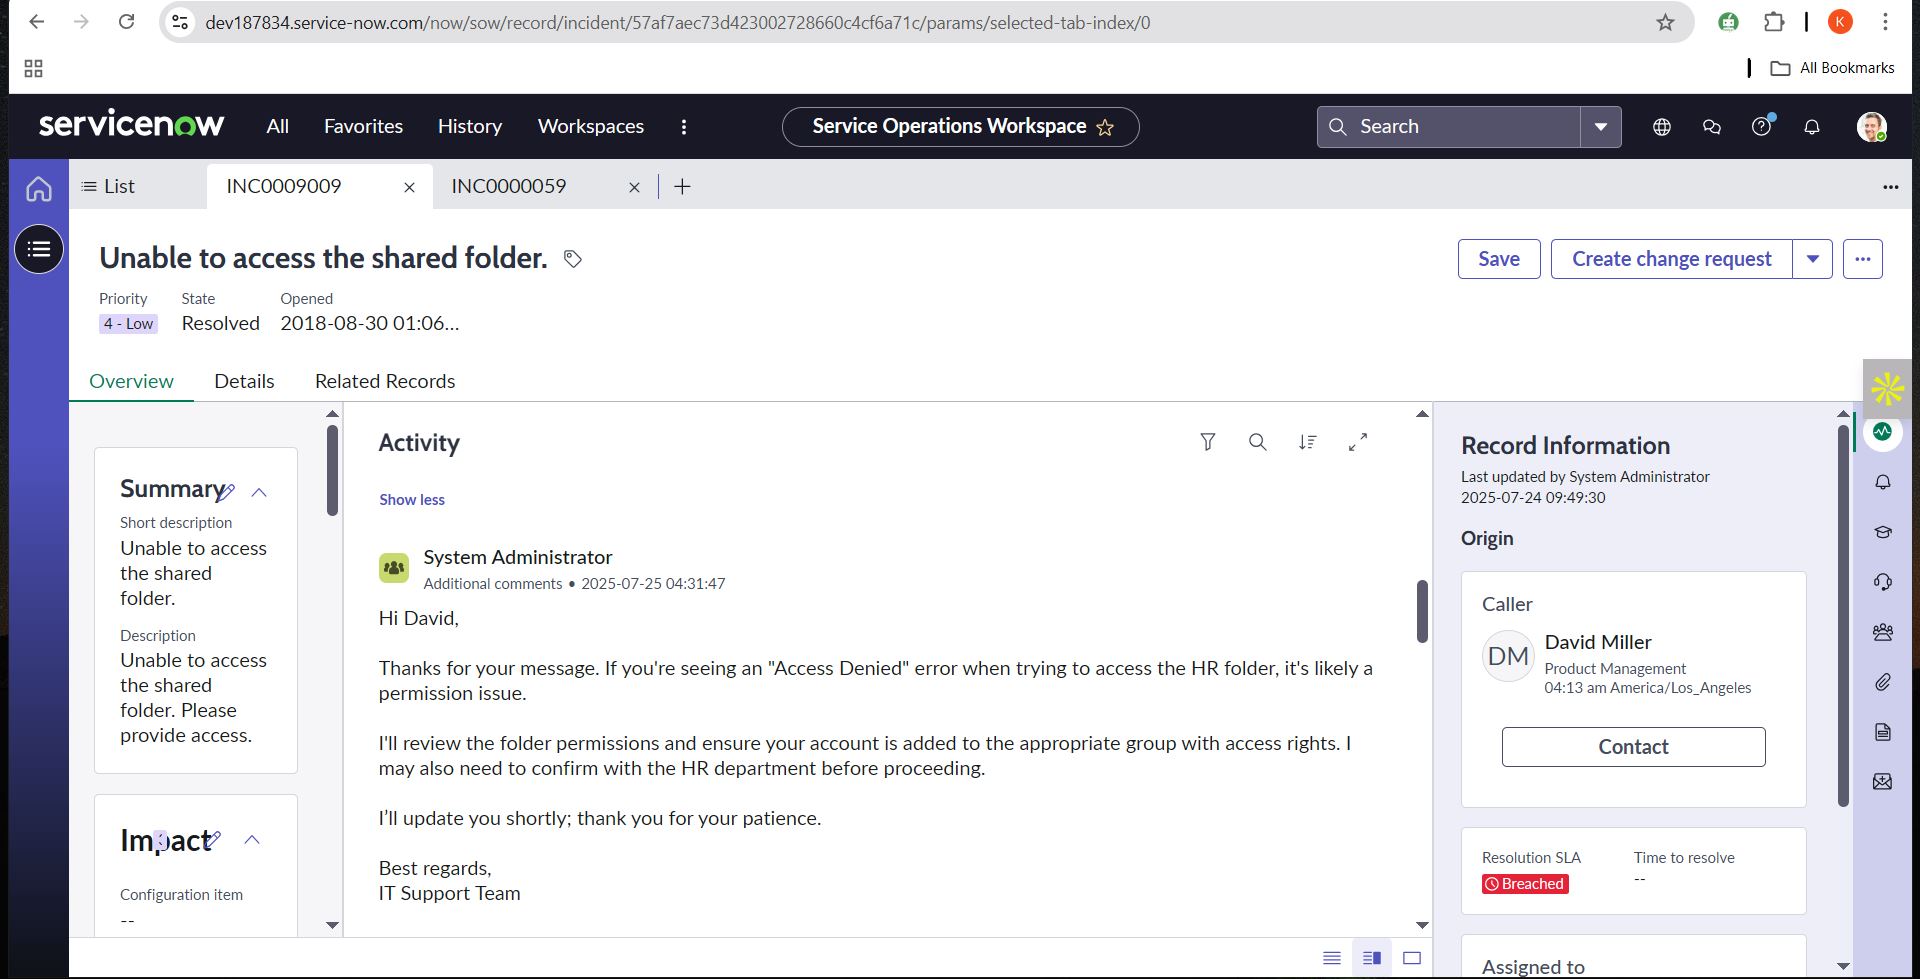 dev187834.service-now.com/now/sow/record/incident/57af7aec73d423002728660c4cf6a71c/params/selected-tab-index/0
K
All Bookmarks
servicenow
All
Favorites
History
Workspaces
Service Operations Workspace
Search
List
INC0009009
INC0000059
Unable to access the shared folder.
Save
Create change request
Priority
State
Opened
4 - Low
Resolved
2018-08-30 01:06...
Overview
Details
Related Records
Summary
Short description
Unable to access
the shared
folder.
Description
Unable to access
the shared
folder. Please
provide access.
Impact
Configuration item
--
Activity
Show less
System Administrator
Additional comments • 2025-07-25 04:31:47
Hi David,
Thanks for your message. If you're seeing an "Access Denied" error when trying to access the HR folder, it's likely a
permission issue.
I'll review the folder permissions and ensure your account is added to the appropriate group with access rights. I
may also need to confirm with the HR department before proceeding.
I’ll update you shortly; thank you for your patience.
Best regards,
IT Support Team
Record Information
Last updated by System Administrator
2025-07-24 09:49:30
Origin
Caller
DM
David Miller
Product Management
04:13 am America/Los_Angeles
Contact
Resolution SLA
Time to resolve
Breached
--
Assigned to